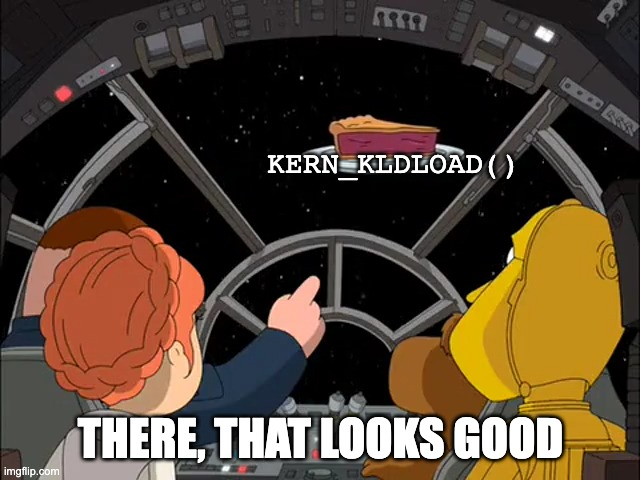 KERN_KLDLOAD()
THERE, THAT LOOKS GOOD
imgflip.com